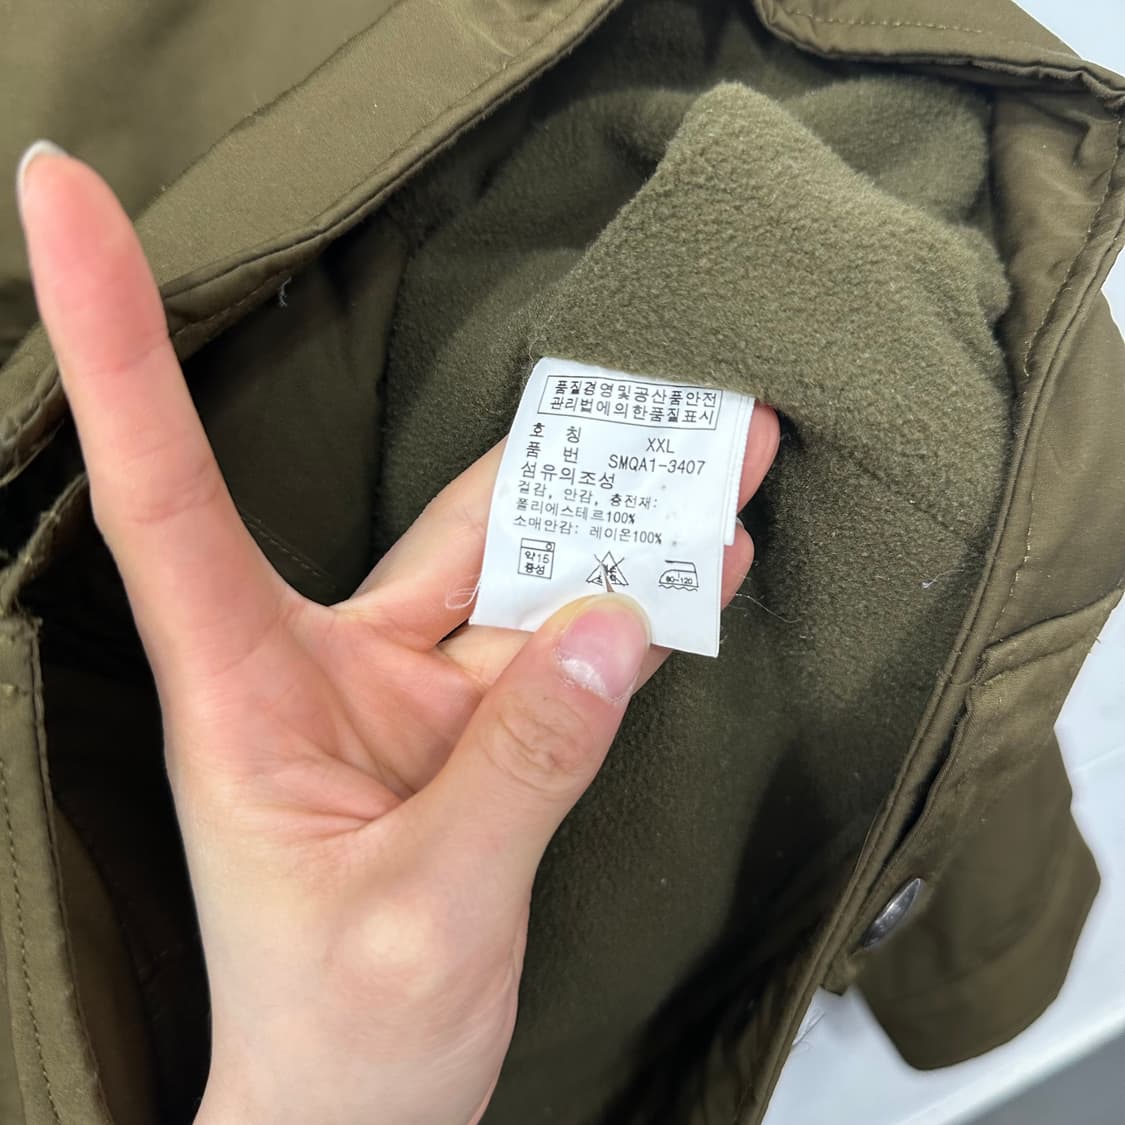 품질경영및공산품안전
관리법에의한품질표시
호 칭 XXL
품 번 SMQA1-3407
섬유의조성
걸감, 안감, 충전재:
폴리에스테르100%
소매안감: 레이온100%
약15
중성
80~120